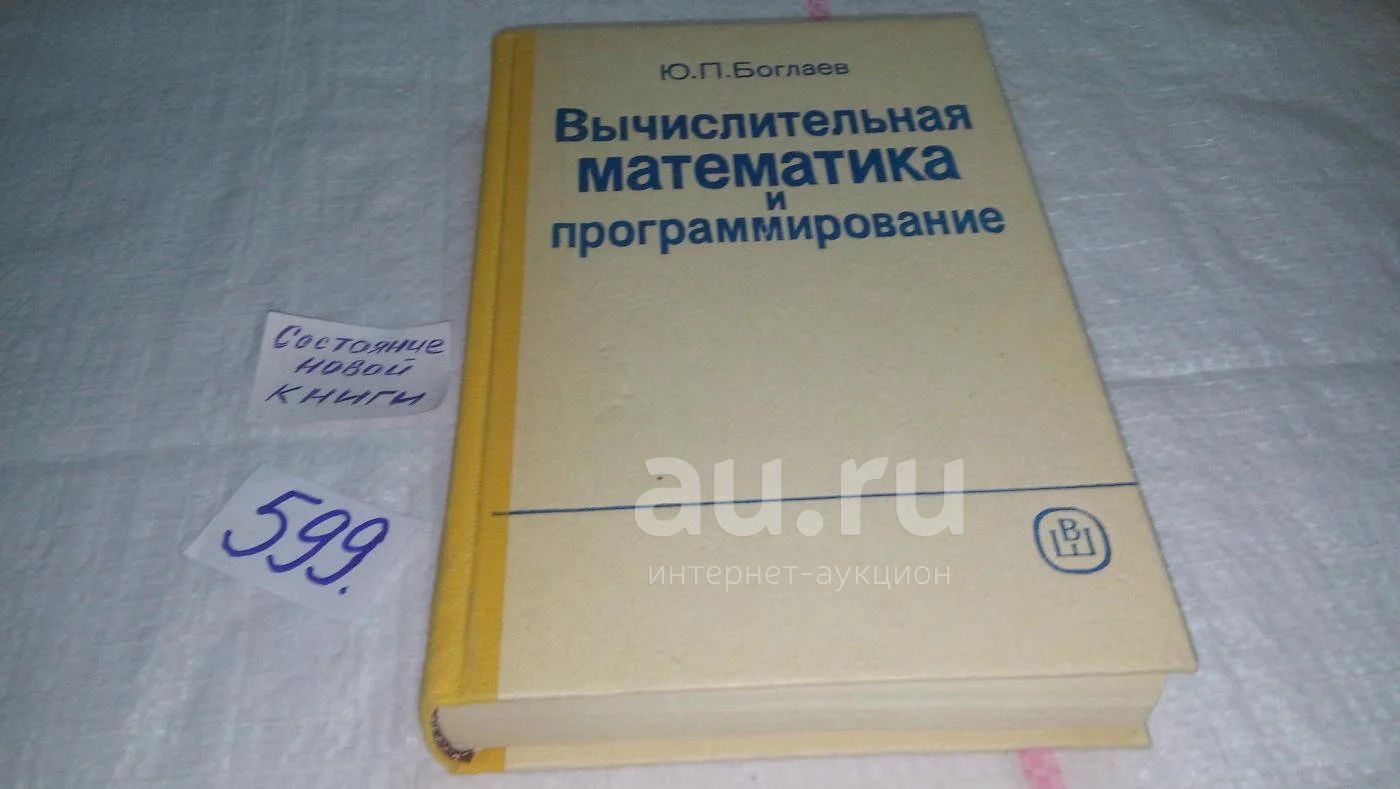 Ю.П.Боглаев
Вычислительная
математика
и
программирование
Состояние
новой
книги
599.
au.ru
интернет-аукцион
ВШ